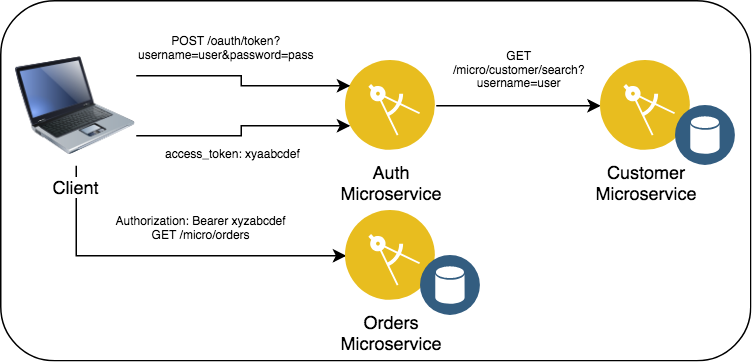 POST /oauth/token?
username=user&password=pass
GET
/micro/customer/search?
username=user
access_token: xyaabcdef
Auth
Microservice
Customer
Microservice
Client
Authorization: Bearer xyzabcdef
GET /micro/orders
Orders
Microservice